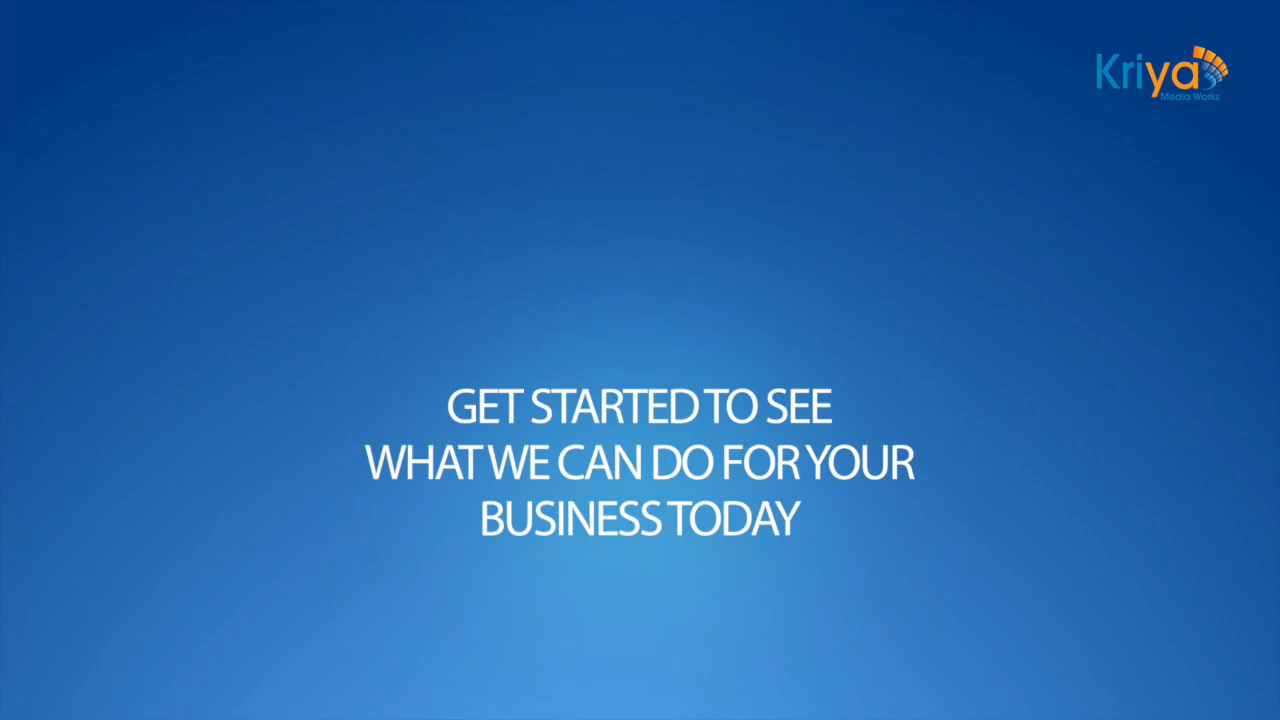 Kriya
Media Works
GET STARTED TO SEE
WHAT WE CAN DO FOR YOUR
BUSINESS TODAY